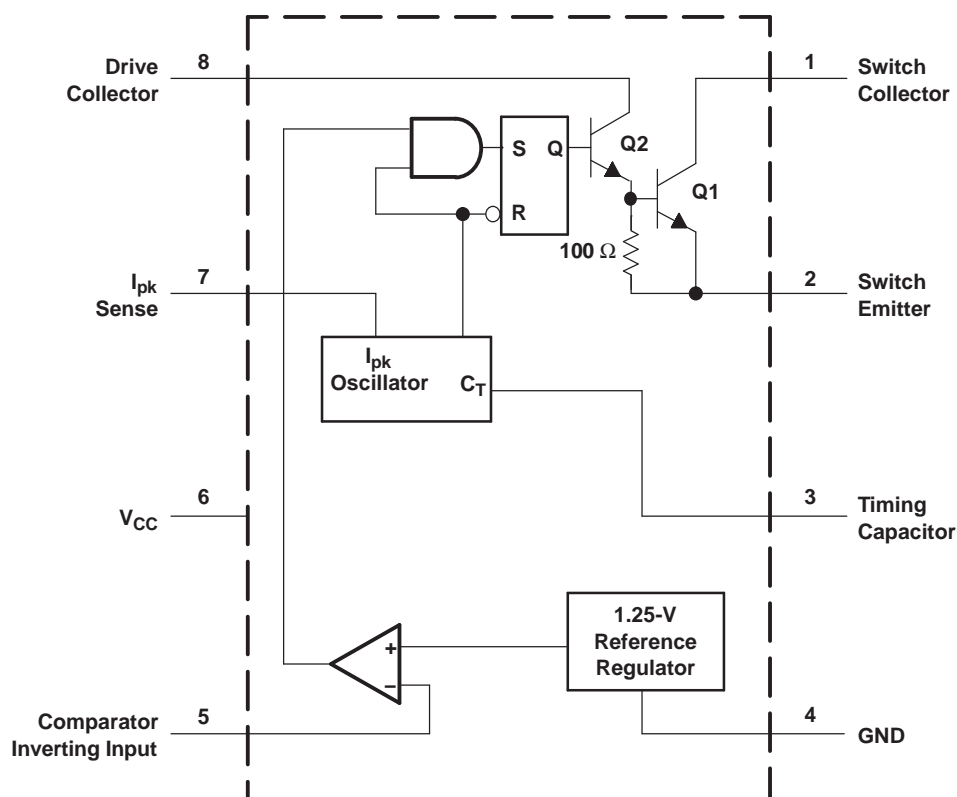 Drive
Collector
8
1
Switch
Collector
S
Q
R
Q2
Q1
100 Ω
Ipk
Sense
7
2
Switch
Emitter
Ipk
Oscillator
CT
6
VCC
3
Timing
Capacitor
1.25-V
Reference
Regulator
+
−
5
Comparator
Inverting Input
4
GND